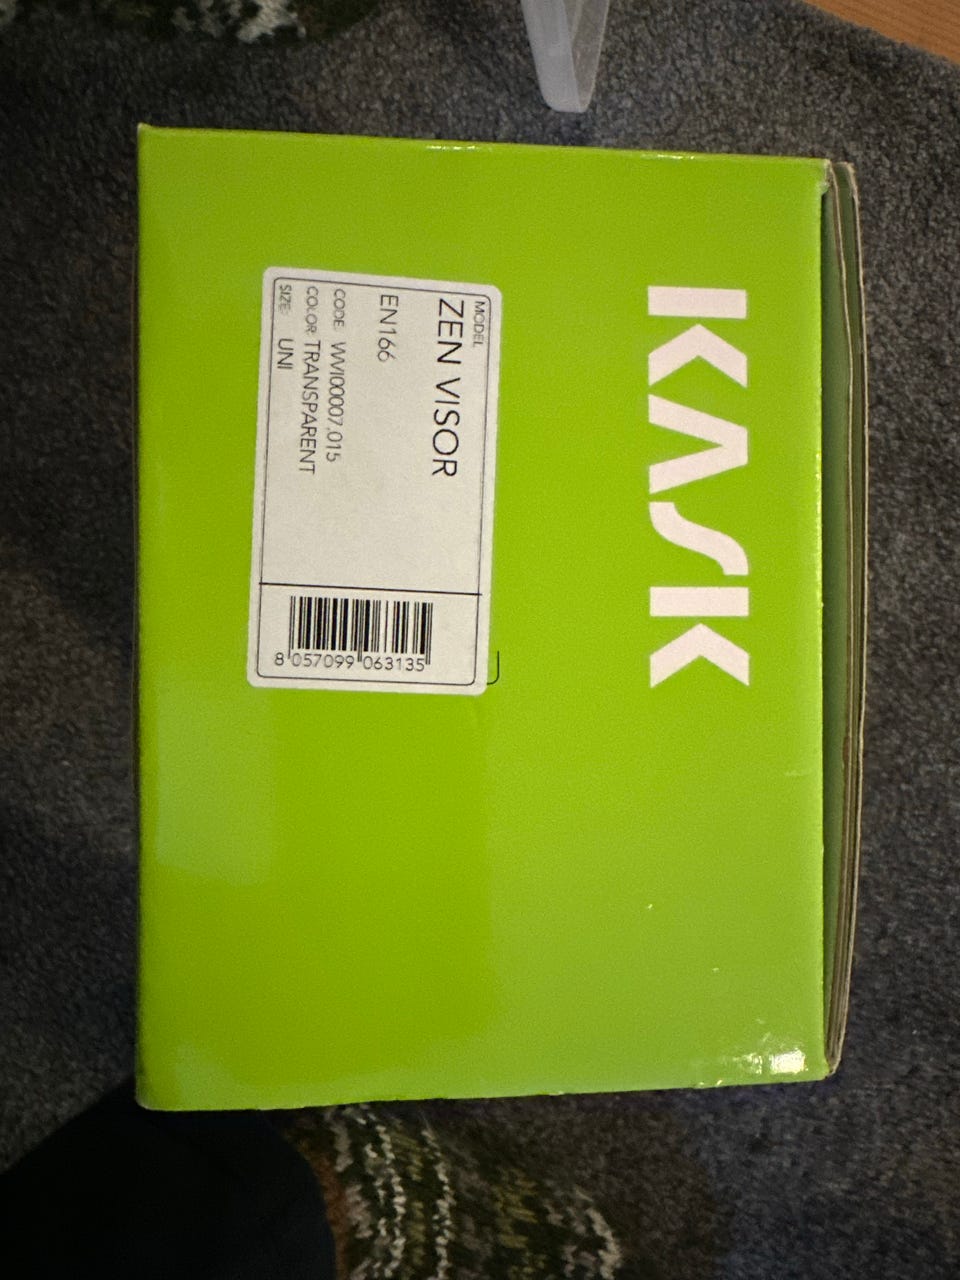 KASK
MODEL
ZEN VISOR
EN166
CODE: WVI00007.015
COLOR: TRANSPARENT
SIZE: UNI
8 057099 063135